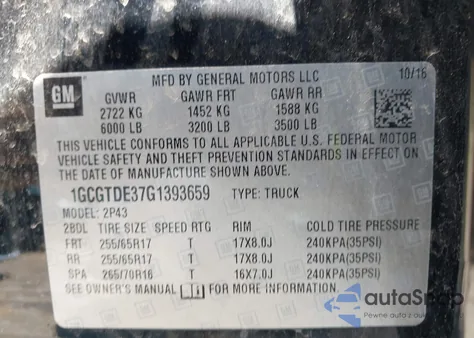 GM
MFD BY GENERAL MOTORS LLC 10/16
GVWR GAWR FRT GAWR RR
2722 KG 1452 KG 1588 KG
6000 LB 3200 LB 3500 LB
THIS VEHICLE CONFORMS TO ALL APPLICABLE U.S. FEDERAL MOTOR
VEHICLE SAFETY AND THEFT PREVENTION STANDARDS IN EFFECT ON
THE DATE OF MANUFACTURE SHOWN ABOVE.
1GCGTDE37G1393659 TYPE: TRUCK
MODEL: 2P43
2BDL TIRE SIZE SPEED RTG RIM COLD TIRE PRESSURE
FRT 255/65R17 T 17X8.0J 240KPA(35PSI)
RR 255/65R17 T 17X8.0J 240KPA(35PSI)
SPA 265/70R16 T 16X7.0J 240KPA(35PSI)
SEE OWNER'S MANUAL FOR MORE INFORMATION
autoSnap